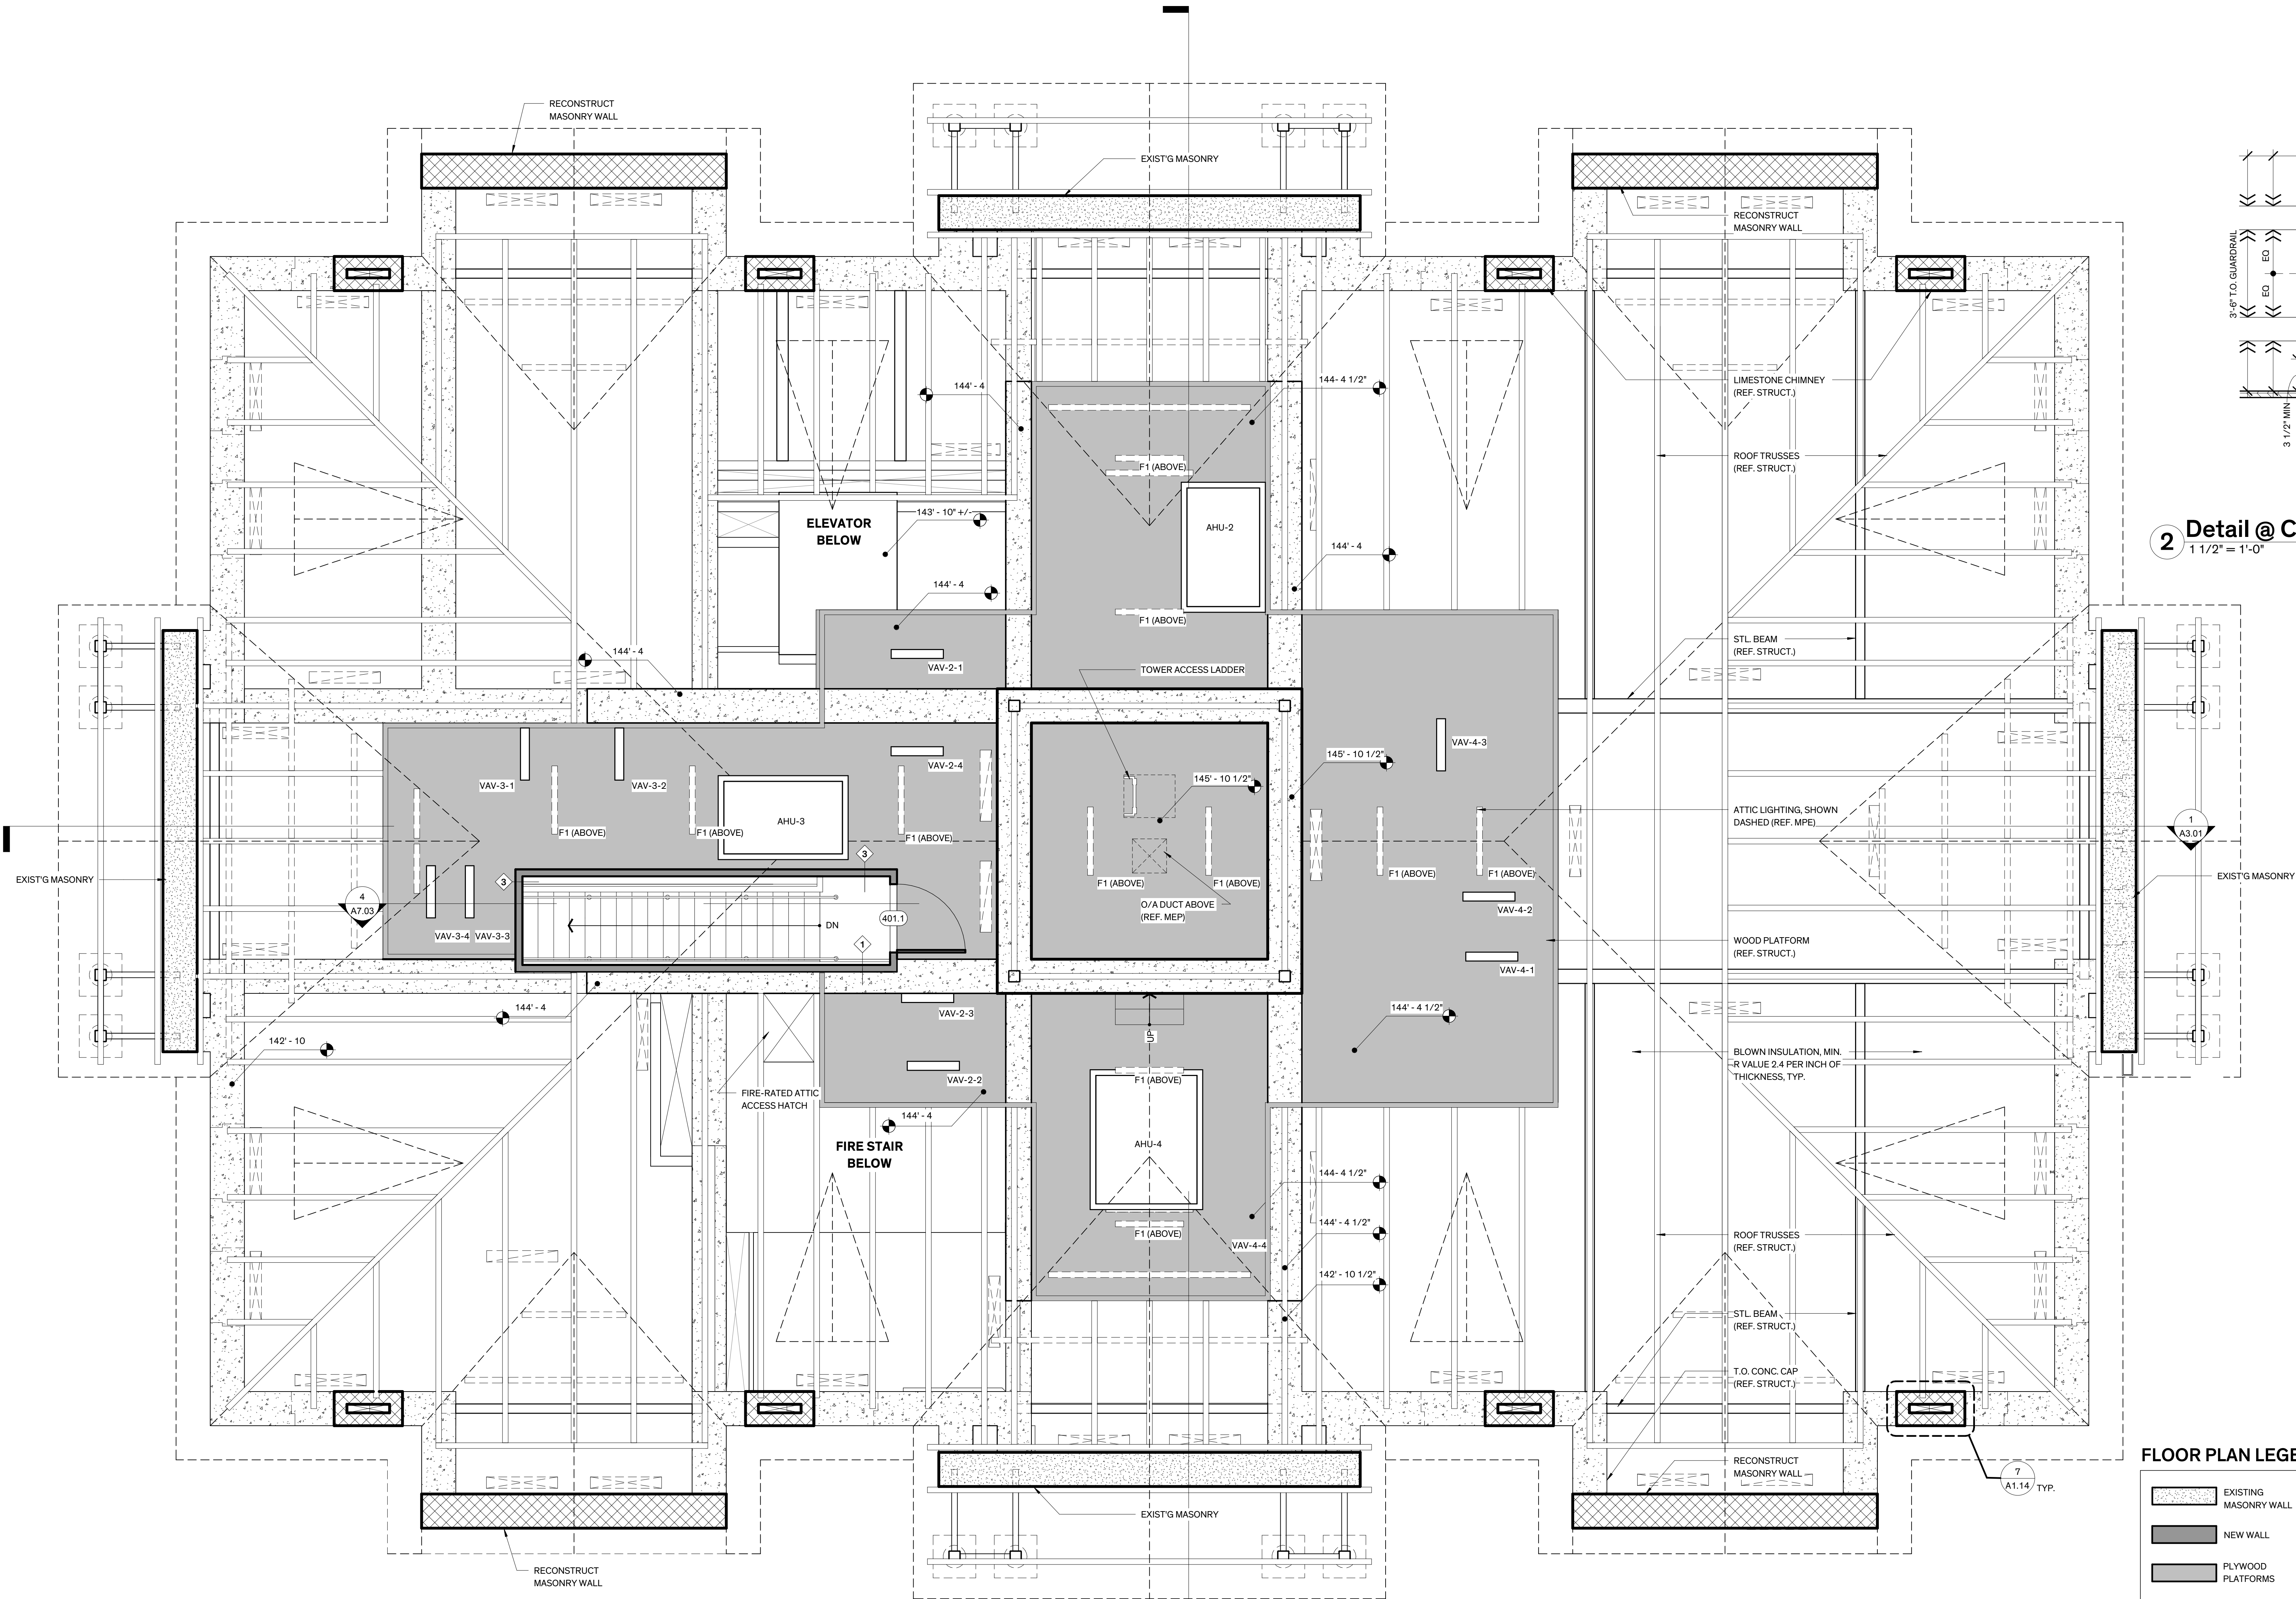 RECONSTRUCT
MASONRY WALL
EXIST'G MASONRY
RECONSTRUCT
MASONRY WALL
3'-6" T.O. GUARDRAIL
EQ
EQ
3 1/2" MIN
144' - 4
144- 4 1/2"
LIMESTONE CHIMNEY
(REF. STRUCT.)
F1 (ABOVE)
ROOF TRUSSES
(REF. STRUCT.)
ELEVATOR
BELOW
143' - 10" +/-
AHU-2
144' - 4
2
Detail @ C
1 1/2" = 1'-0"
144' - 4
F1 (ABOVE)
144' - 4
VAV-2-1
TOWER ACCESS LADDER
STL. BEAM
(REF. STRUCT.)
VAV-3-1
VAV-3-2
VAV-2-4
145' - 10 1/2"
145' - 10 1/2"
VAV-4-3
AHU-3
F1 (ABOVE)
F1 (ABOVE)
F1 (ABOVE)
ATTIC LIGHTING, SHOWN
DASHED (REF. MPE)
1
A3.01
EXIST'G MASONRY
3
3
F1 (ABOVE)
F1 (ABOVE)
F1 (ABOVE)
F1 (ABOVE)
EXIST'G MASONRY
4
A7.03
401.1
DN
O/A DUCT ABOVE
(REF. MEP)
VAV-4-2
VAV-3-4
VAV-3-3
1
WOOD PLATFORM
(REF. STRUCT.)
VAV-4-1
144' - 4
VAV-2-3
UP
144' - 4 1/2"
142' - 10
VAV-2-2
F1 (ABOVE)
BLOWN INSULATION, MIN.
R VALUE 2.4 PER INCH OF
THICKNESS, TYP.
FIRE-RATED ATTIC
ACCESS HATCH
144' - 4
FIRE STAIR
BELOW
AHU-4
144- 4 1/2"
144' - 4 1/2"
F1 (ABOVE)
VAV-4-4
ROOF TRUSSES
(REF. STRUCT.)
142' - 10 1/2"
STL. BEAM
(REF. STRUCT.)
T.O. CONC. CAP
(REF. STRUCT.)
RECONSTRUCT
MASONRY WALL
7
A1.14
TYP.
EXIST'G MASONRY
RECONSTRUCT
MASONRY WALL
FLOOR PLAN LEGE
EXISTING
MASONRY WALL
NEW WALL
PLYWOOD
PLATFORMS